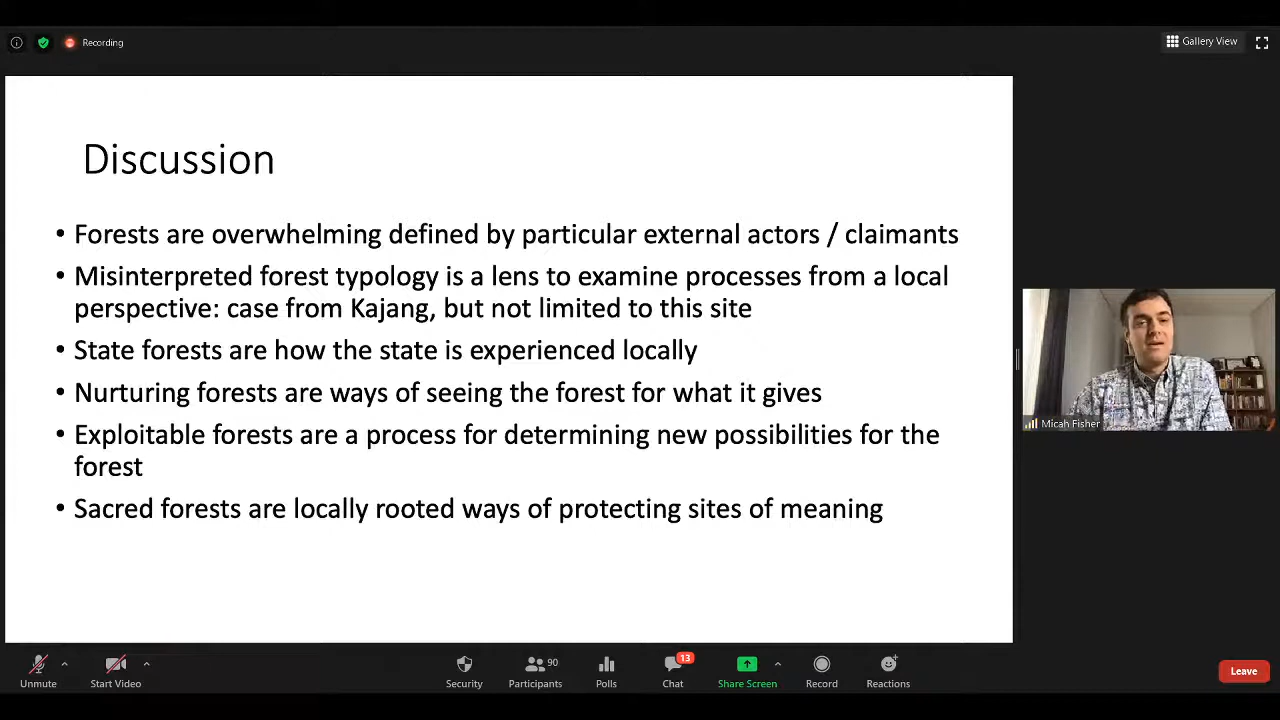 Recording
Gallery View
Discussion
• Forests are overwhelming defined by particular external actors / claimants
• Misinterpreted forest typology is a lens to examine processes from a local
perspective: case from Kajang, but not limited to this site
• State forests are how the state is experienced locally
• Nurturing forests are ways of seeing the forest for what it gives
• Exploitable forests are a process for determining new possibilities for the
forest
• Sacred forests are locally rooted ways of protecting sites of meaning
Micah Fisher
90
13
Unmute
Start Video
Security
Participants
Polls
Chat
Share Screen
Record
Reactions
Leave